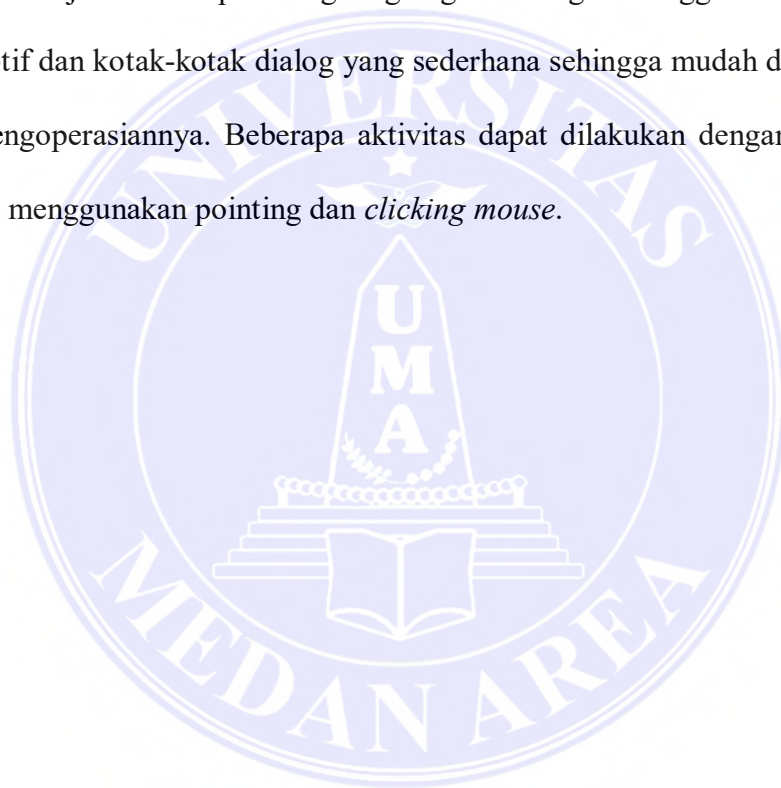 tif dan kotak-kotak dialog yang sederhana sehingga mudah
engoperasiannya. Beberapa aktivitas dapat dilakukan dengan
menggunakan pointing dan clicking mouse.
UNIVERSITAS
UMA
MEDAN AREA